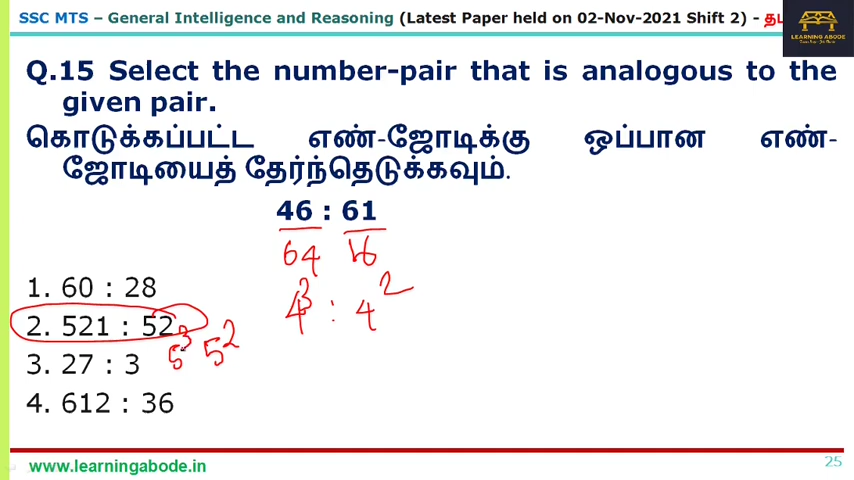 SSC MTS – General Intelligence and Reasoning (Latest Paper held on 02-Nov-2021 Shift 2) - தமி
LEARNING ABODE
Q.15 Select the number-pair that is analogous to the
given pair.
கொடுக்கப்பட்ட எண்-ஜோடிக்கு ஒப்பான எண்-
ஜோடியைத் தேர்ந்தெடுக்கவும்.
46 : 61
64 16
4³ : 4²
1. 60 : 28
2. 521 : 52
5³ 5²
3. 27 : 3
4. 612 : 36
www.learningabode.in
25